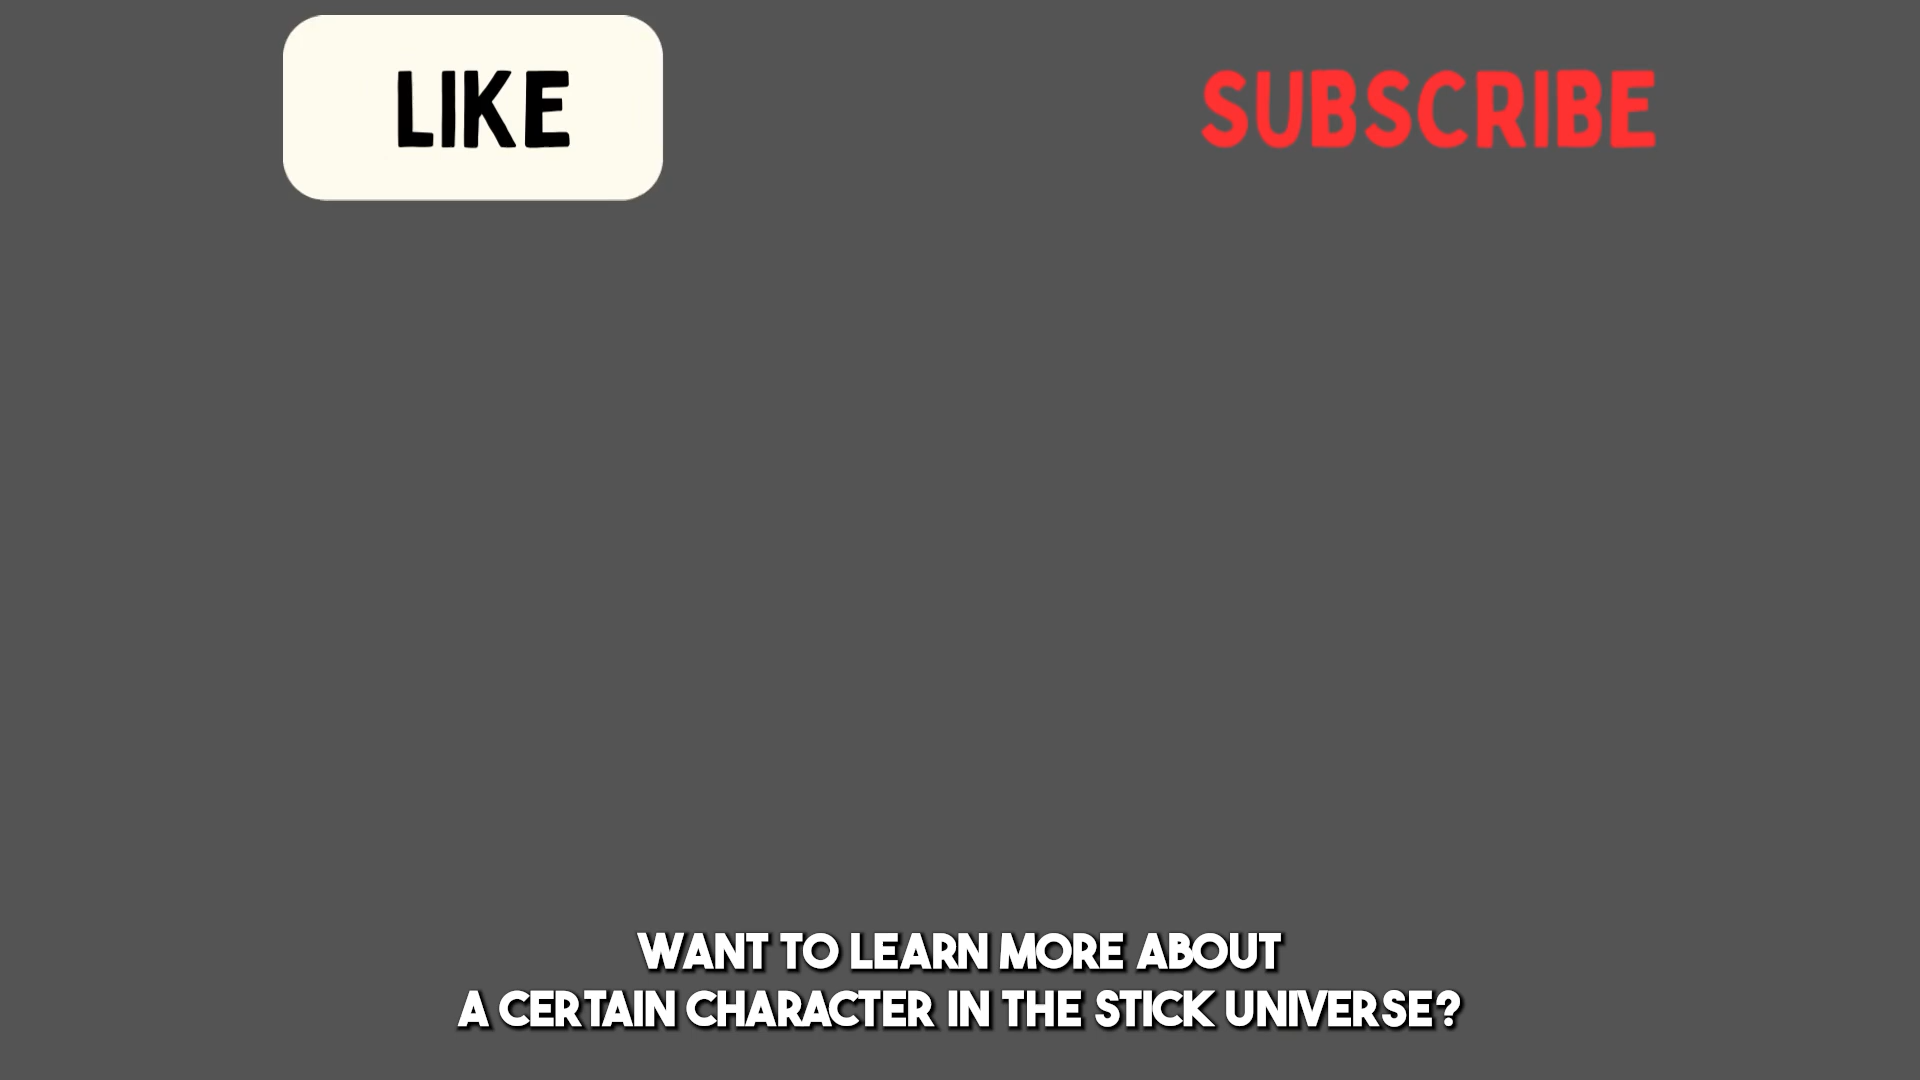 LIKE
SUBSCRIBE
WANT TO LEARN MORE ABOUT
A CERTAIN CHARACTER IN THE STICK UNIVERSE?